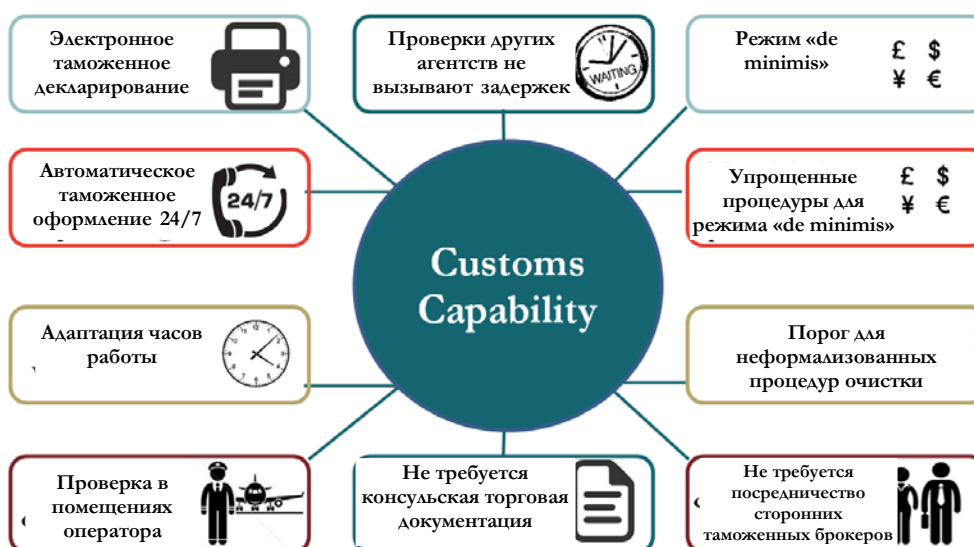 Электронное
таможенное
декларирование
Проверки других
агентств не
вызывают задержек
WAITING
Режим «de
minimis»
£ $
¥ €
Автоматическое
таможенное
оформление 24/7
24/7
Упрощенные
процедуры для
режима «de minimis»
£ $
¥ €
Customs
Capability
Адаптация часов
работы
Порог для
неформализованных
процедур очистки
Проверка в
помещениях
оператора
Не требуется
консульская торговая
документация
Не требуется
посредничество
сторонних
таможенных брокеров